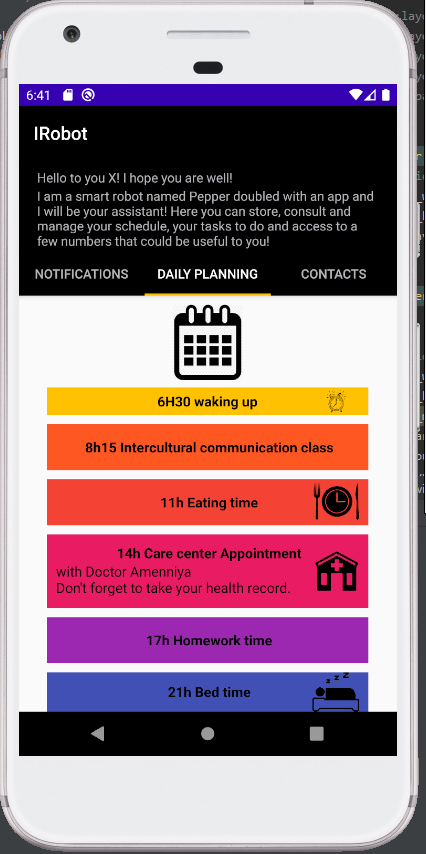 6:41
IRobot
Hello to you X! I hope you are well!
I am a smart robot named Pepper doubled with an app and
I will be your assistant! Here you can store, consult and
manage your schedule, your tasks to do and access to a
few numbers that could be useful to you!
NOTIFICATIONS DAILY PLANNING CONTACTS
6H30 waking up
8h15 Intercultural communication class
11h Eating time
14h Care center Appointment
with Doctor Amenniya
Don't forget to take your health record.
17h Homework time
z z z
21h Bed time